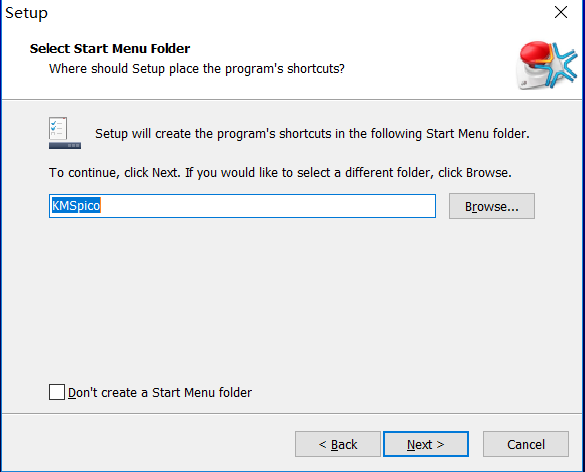 Setup
Select Start Menu Folder
Where should Setup place the program's shortcuts?
Setup will create the program's shortcuts in the following Start Menu folder.
To continue, click Next. If you would like to select a different folder, click Browse.
KMSpico
Browse...
Don't create a Start Menu folder
< Back
Next >
Cancel